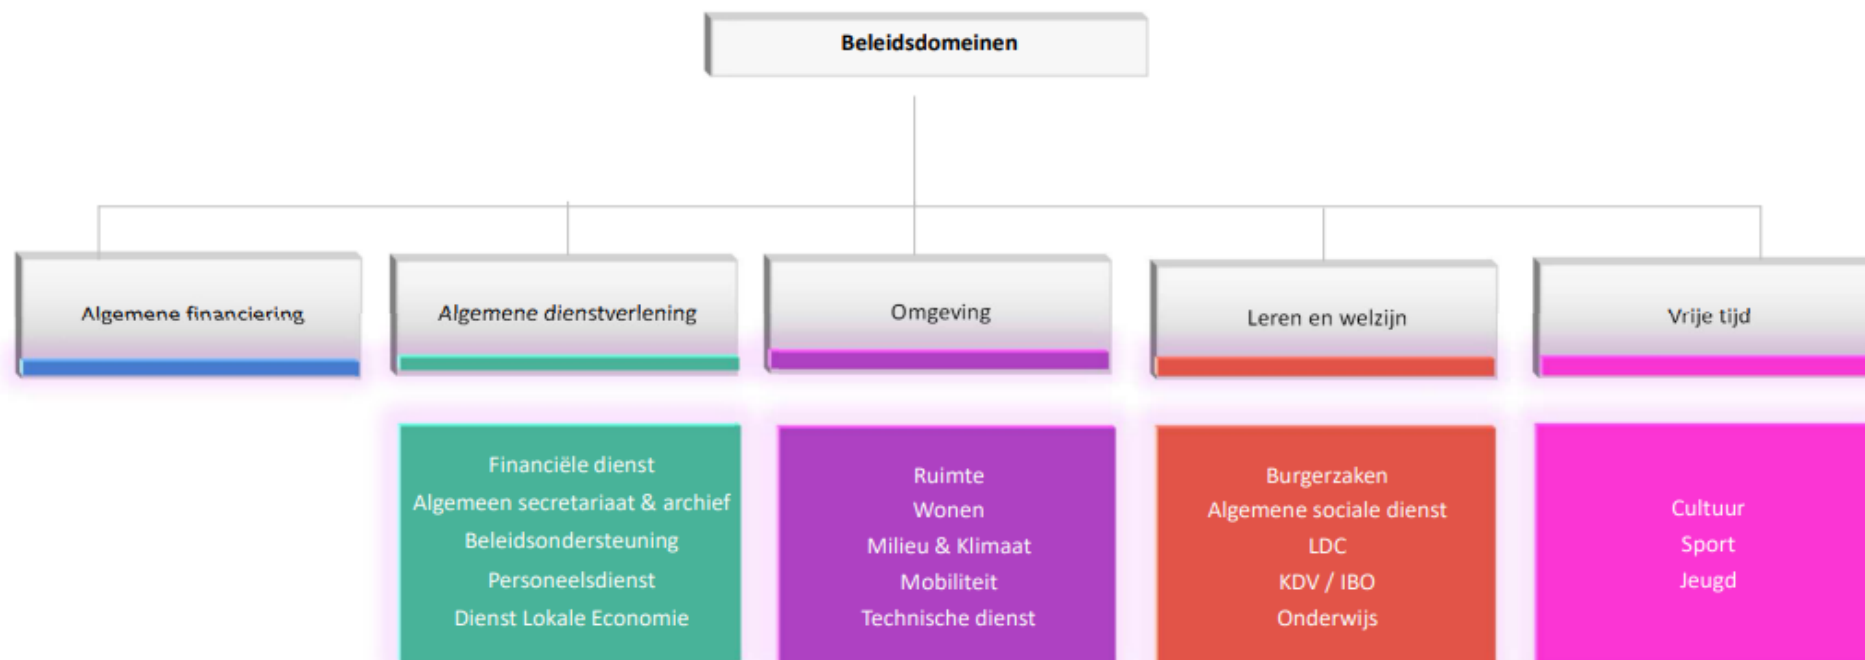 Beleidsdomeinen
Algemene financiering
Algemene dienstverlening
Omgeving
Leren en welzijn
Vrije tijd
Financiële dienst
Algemeen secretariaat & archief
Beleidsondersteuning
Personeelsdienst
Dienst Lokale Economie
Ruimte
Wonen
Milieu & Klimaat
Mobiliteit
Technische dienst
Burgerzaken
Algemene sociale dienst
LDC
KDV / IBO
Onderwijs
Cultuur
Sport
Jeugd